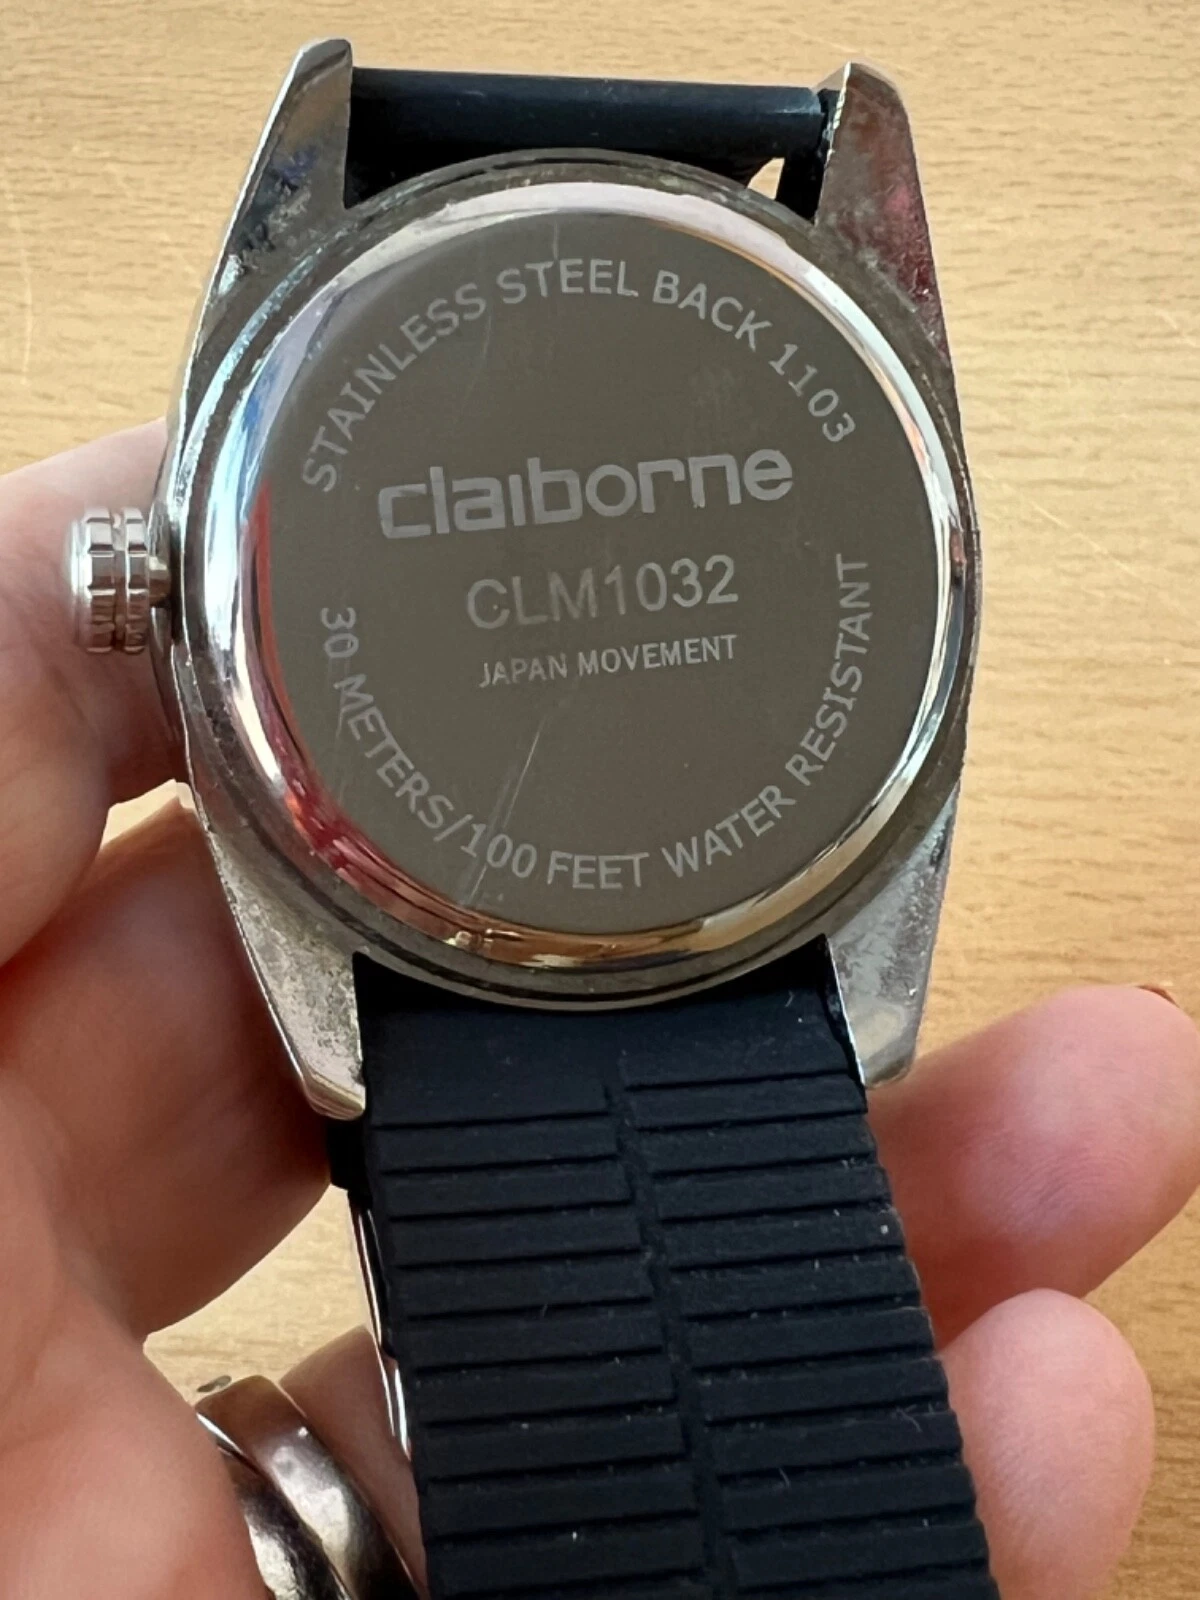 STAINLESS STEEL BACK 1103
claiborne
CLM1032
JAPAN MOVEMENT
30 METERS/100 FEET WATER RESISTANT